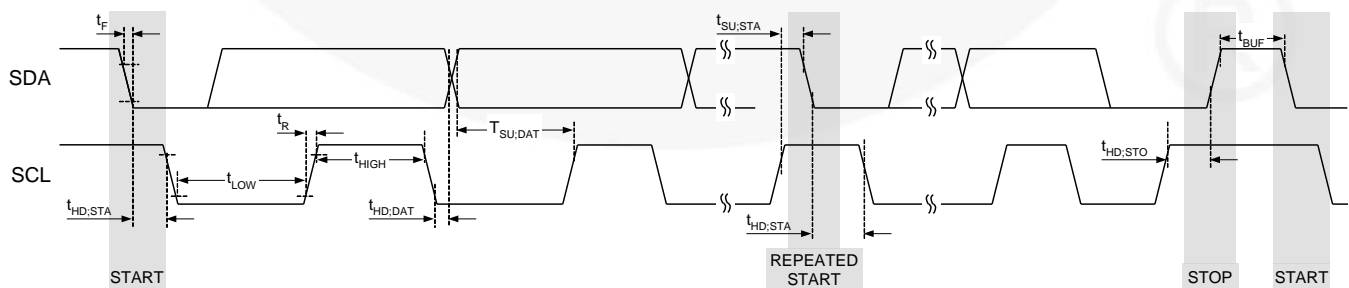 tF
tSU;STA
tBUF
SDA
tR
TSU;DAT
tHIGH
tHD;STO
SCL
tLOW
tHD;STA
tHD;DAT
tHD;STA
START
REPEATED
START
STOP
START
®